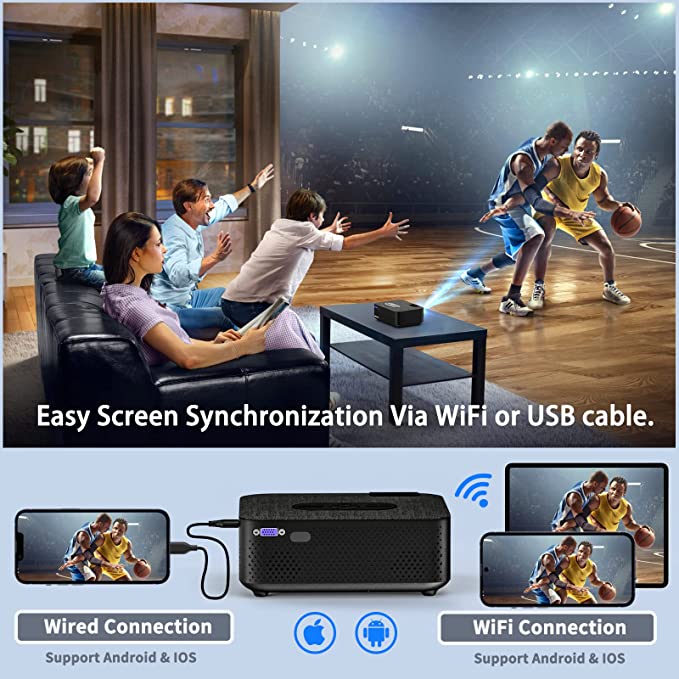 Easy Screen Synchronization Via WiFi or USB cable.
Wired Connection
Support Android & IOS
WiFi Connection
Support Android & IOS